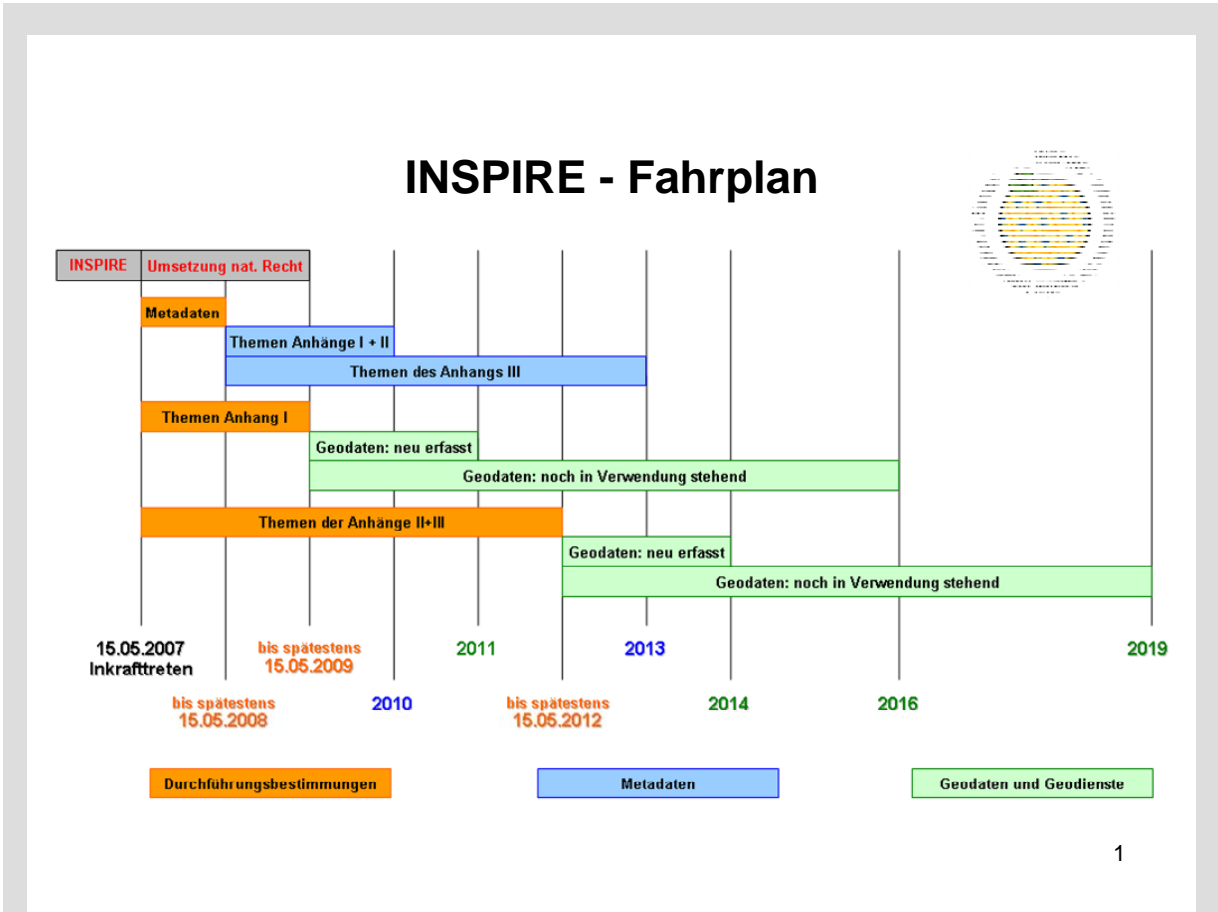 INSPIRE - Fahrplan
INSPIRE
Umsetzung nat. Recht
Metadaten
Themen Anhänge I + II
Themen des Anhangs III
Themen Anhang I
Geodaten: neu erfasst
Geodaten: noch in Verwendung stehend
Themen der Anhänge II+III
Geodaten: neu erfasst
Geodaten: noch in Verwendung stehend
15.05.2007
Inkrafttreten
bis spätestens
15.05.2008
bis spätestens
15.05.2009
2010
2011
bis spätestens
15.05.2012
2013
2014
2016
2019
Durchführungsbestimmungen
Metadaten
Geodaten und Geodienste
1